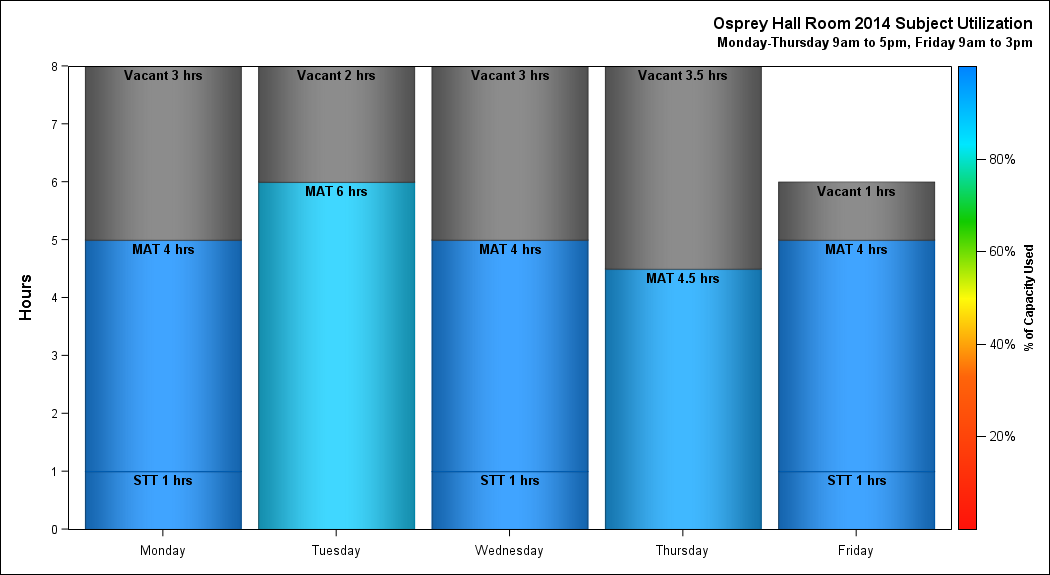 Osprey Hall Room 2014 Subject Utilization
Monday-Thursday 9am to 5pm, Friday 9am to 3pm
8
7
6
5
4
3
2
1
0
Hours
Vacant 3 hrs
MAT 4 hrs
STT 1 hrs
Vacant 2 hrs
MAT 6 hrs
Vacant 3 hrs
MAT 4 hrs
STT 1 hrs
Vacant 3.5 hrs
MAT 4.5 hrs
Vacant 1 hrs
MAT 4 hrs
STT 1 hrs
Monday
Tuesday
Wednesday
Thursday
Friday
80%
60%
40%
20%
% of Capacity Used